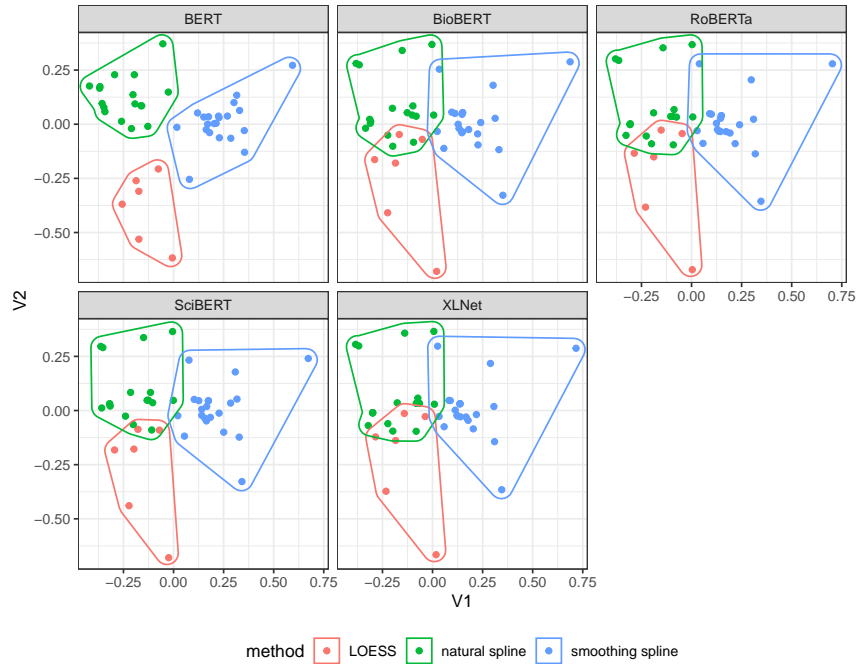 BERT BioBERT RoBERTa
0.25
0.00
−0.25
−0.50
−0.25 0.00 0.25 0.50 0.75
V2
SciBERT XLNet
0.25
0.00
−0.25
−0.50
−0.25 0.00 0.25 0.50 0.75 −0.25 0.00 0.25 0.50 0.75
V1
method LOESS natural spline smoothing spline